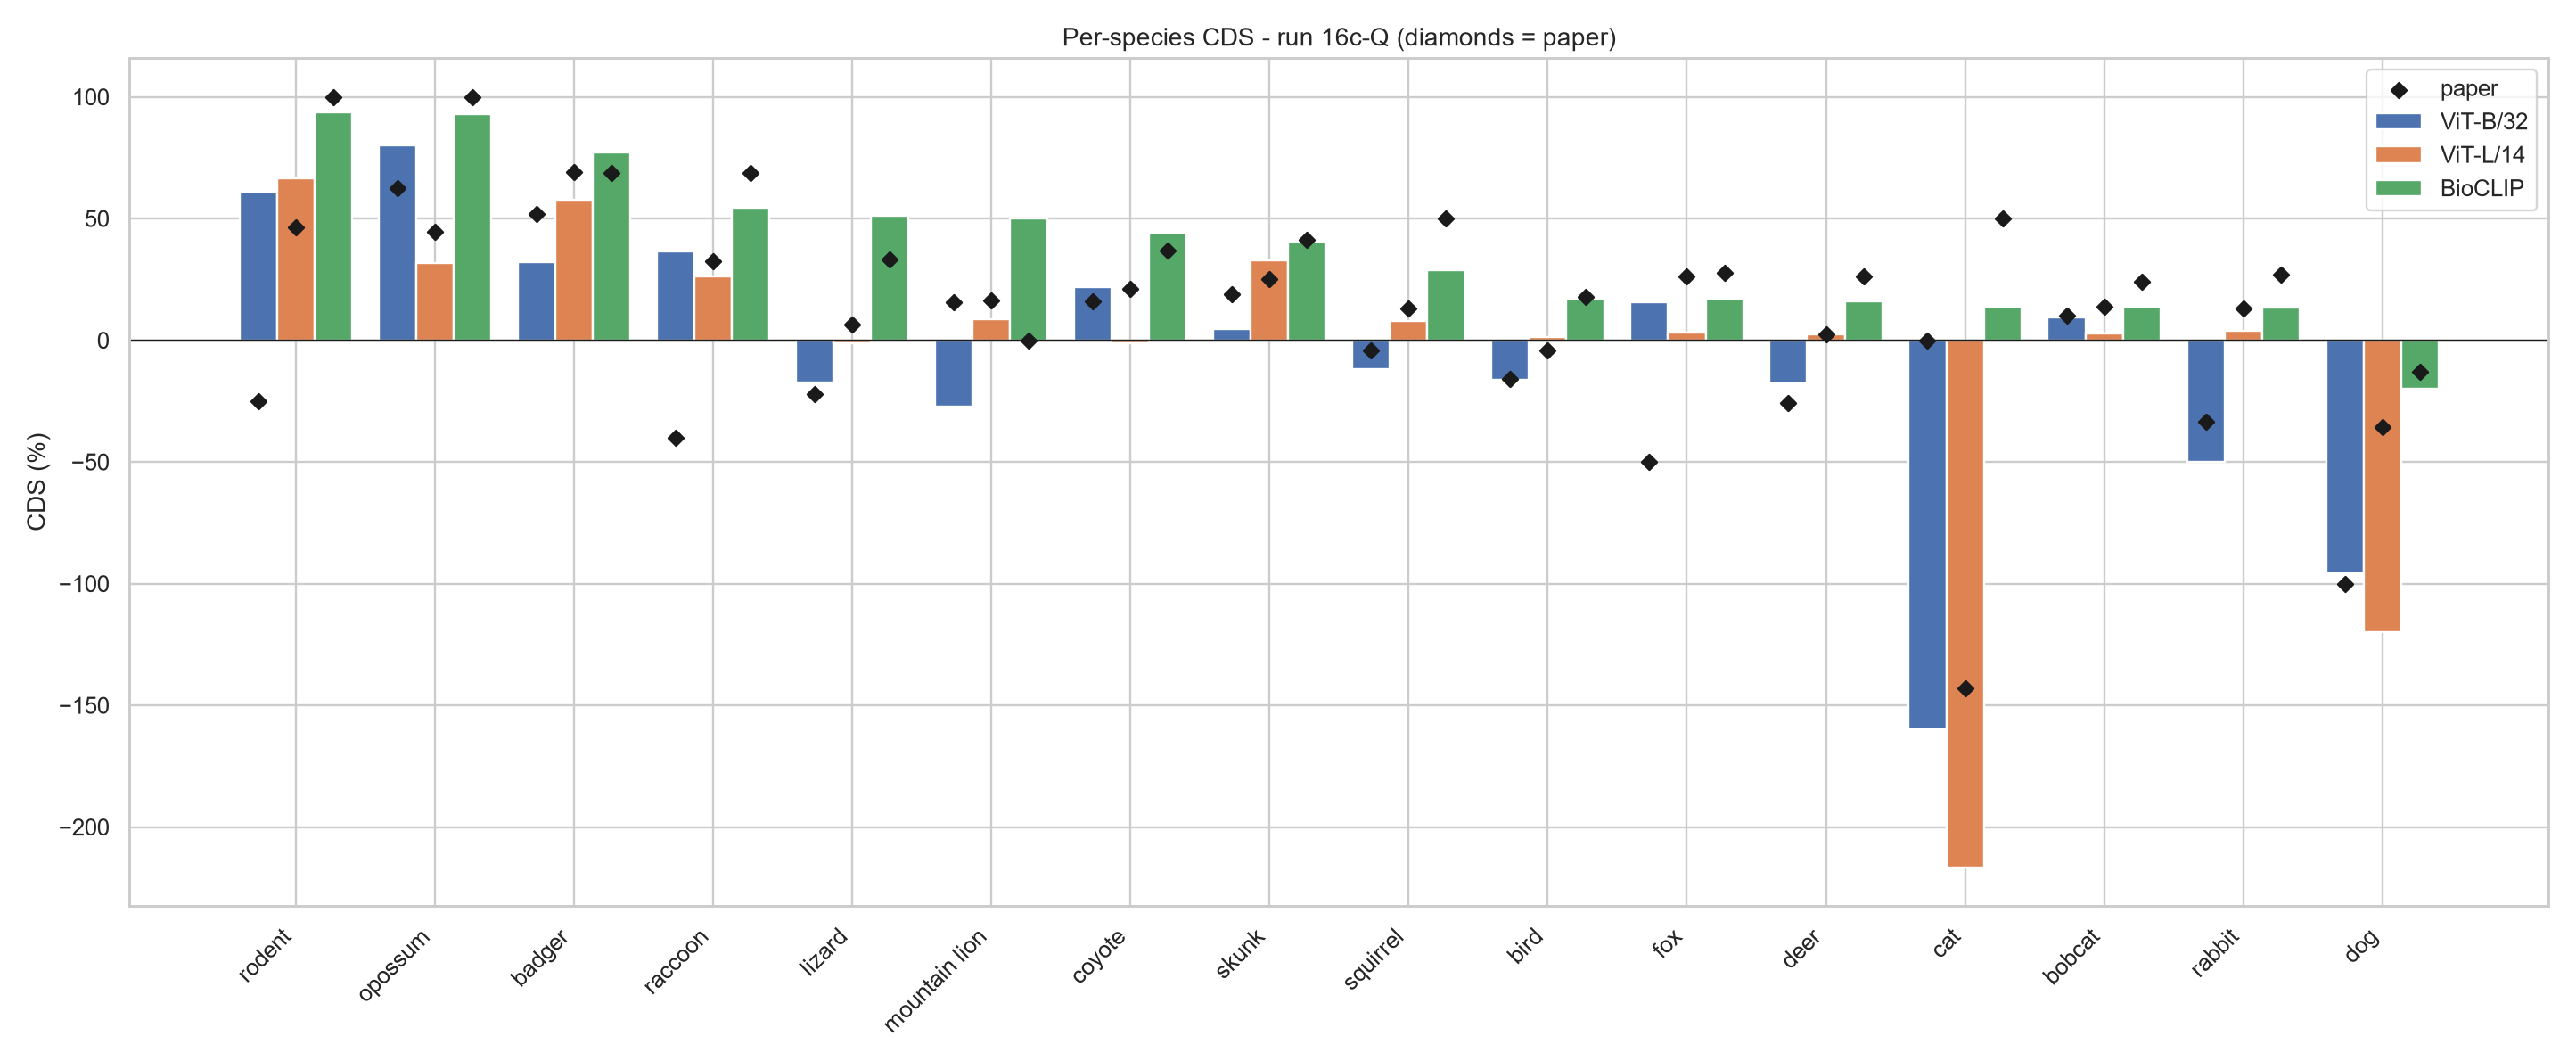 Per-species CDS - run 16c-Q (diamonds = paper)
CDS (%)
100
50
0
−50
−100
−150
−200
paper
ViT-B/32
ViT-L/14
BioCLIP
rodent
opossum
badger
raccoon
lizard
mountain lion
coyote
skunk
squirrel
bird
fox
deer
cat
bobcat
rabbit
dog